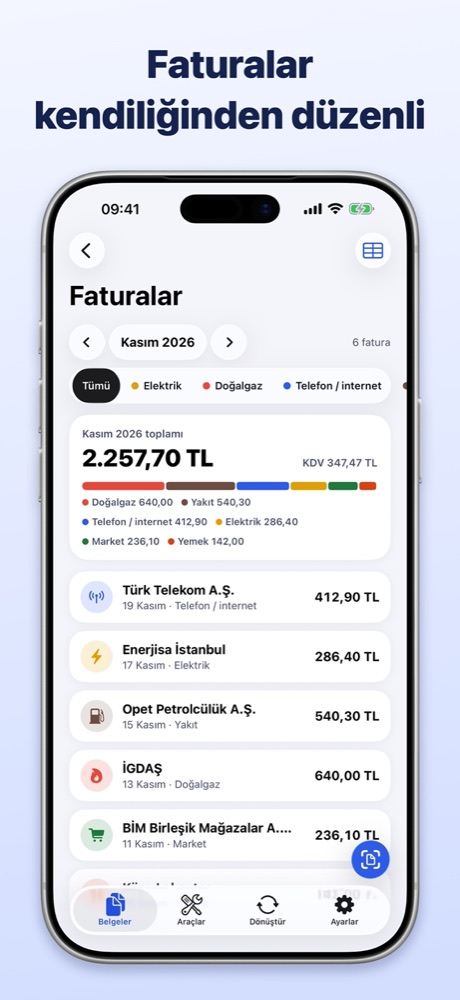 Faturalar
kendiliğinden düzenli
09:41
Faturalar
Kasım 2026
6 fatura
Tümü Elektrik Doğalgaz Telefon / internet
Kasım 2026 toplamı
2.257,70 TL KDV 347,47 TL
Doğalgaz 640,00 Yakıt 540,30
Telefon / internet 412,90 Elektrik 286,40
Market 236,10 Yemek 142,00
Türk Telekom A.Ş.
19 Kasım · Telefon / internet
412,90 TL
Enerjisa İstanbul
17 Kasım · Elektrik
286,40 TL
Opet Petrolcülük A.Ş.
15 Kasım · Yakıt
540,30 TL
İGDAŞ
13 Kasım · Doğalgaz
640,00 TL
BİM Birleşik Mağazalar A....
11 Kasım · Market
236,10 TL
Belgeler Araçlar Dönüştür Ayarlar